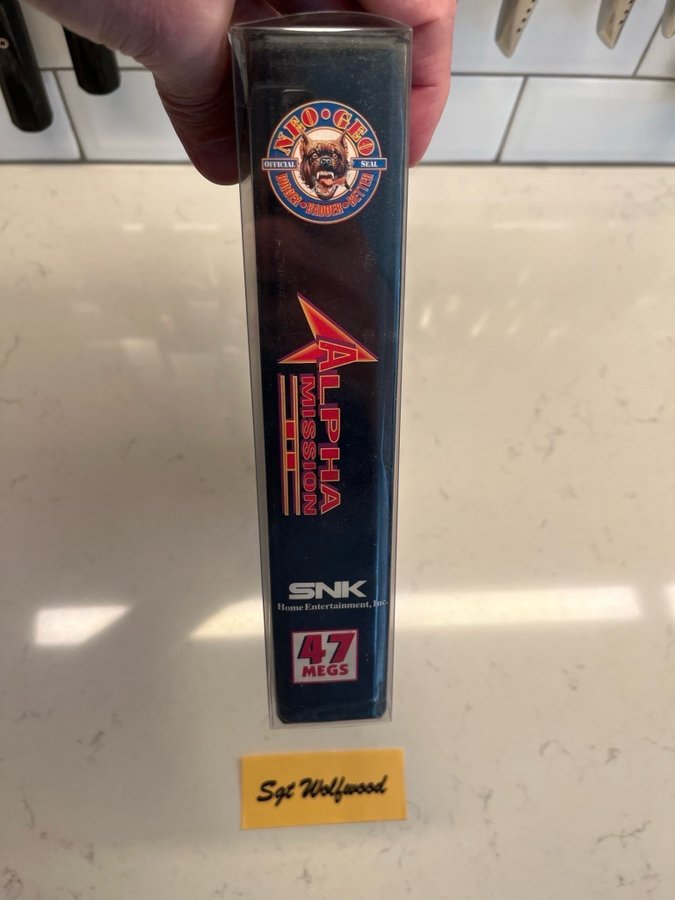 NEO • GEO
OFFICIAL SEAL
BIGGER • BADDER • BETTER
ALPHA
MISSION
II
SNK
Home Entertainment, Inc.
47
MEGS
Sgt Wolfwood